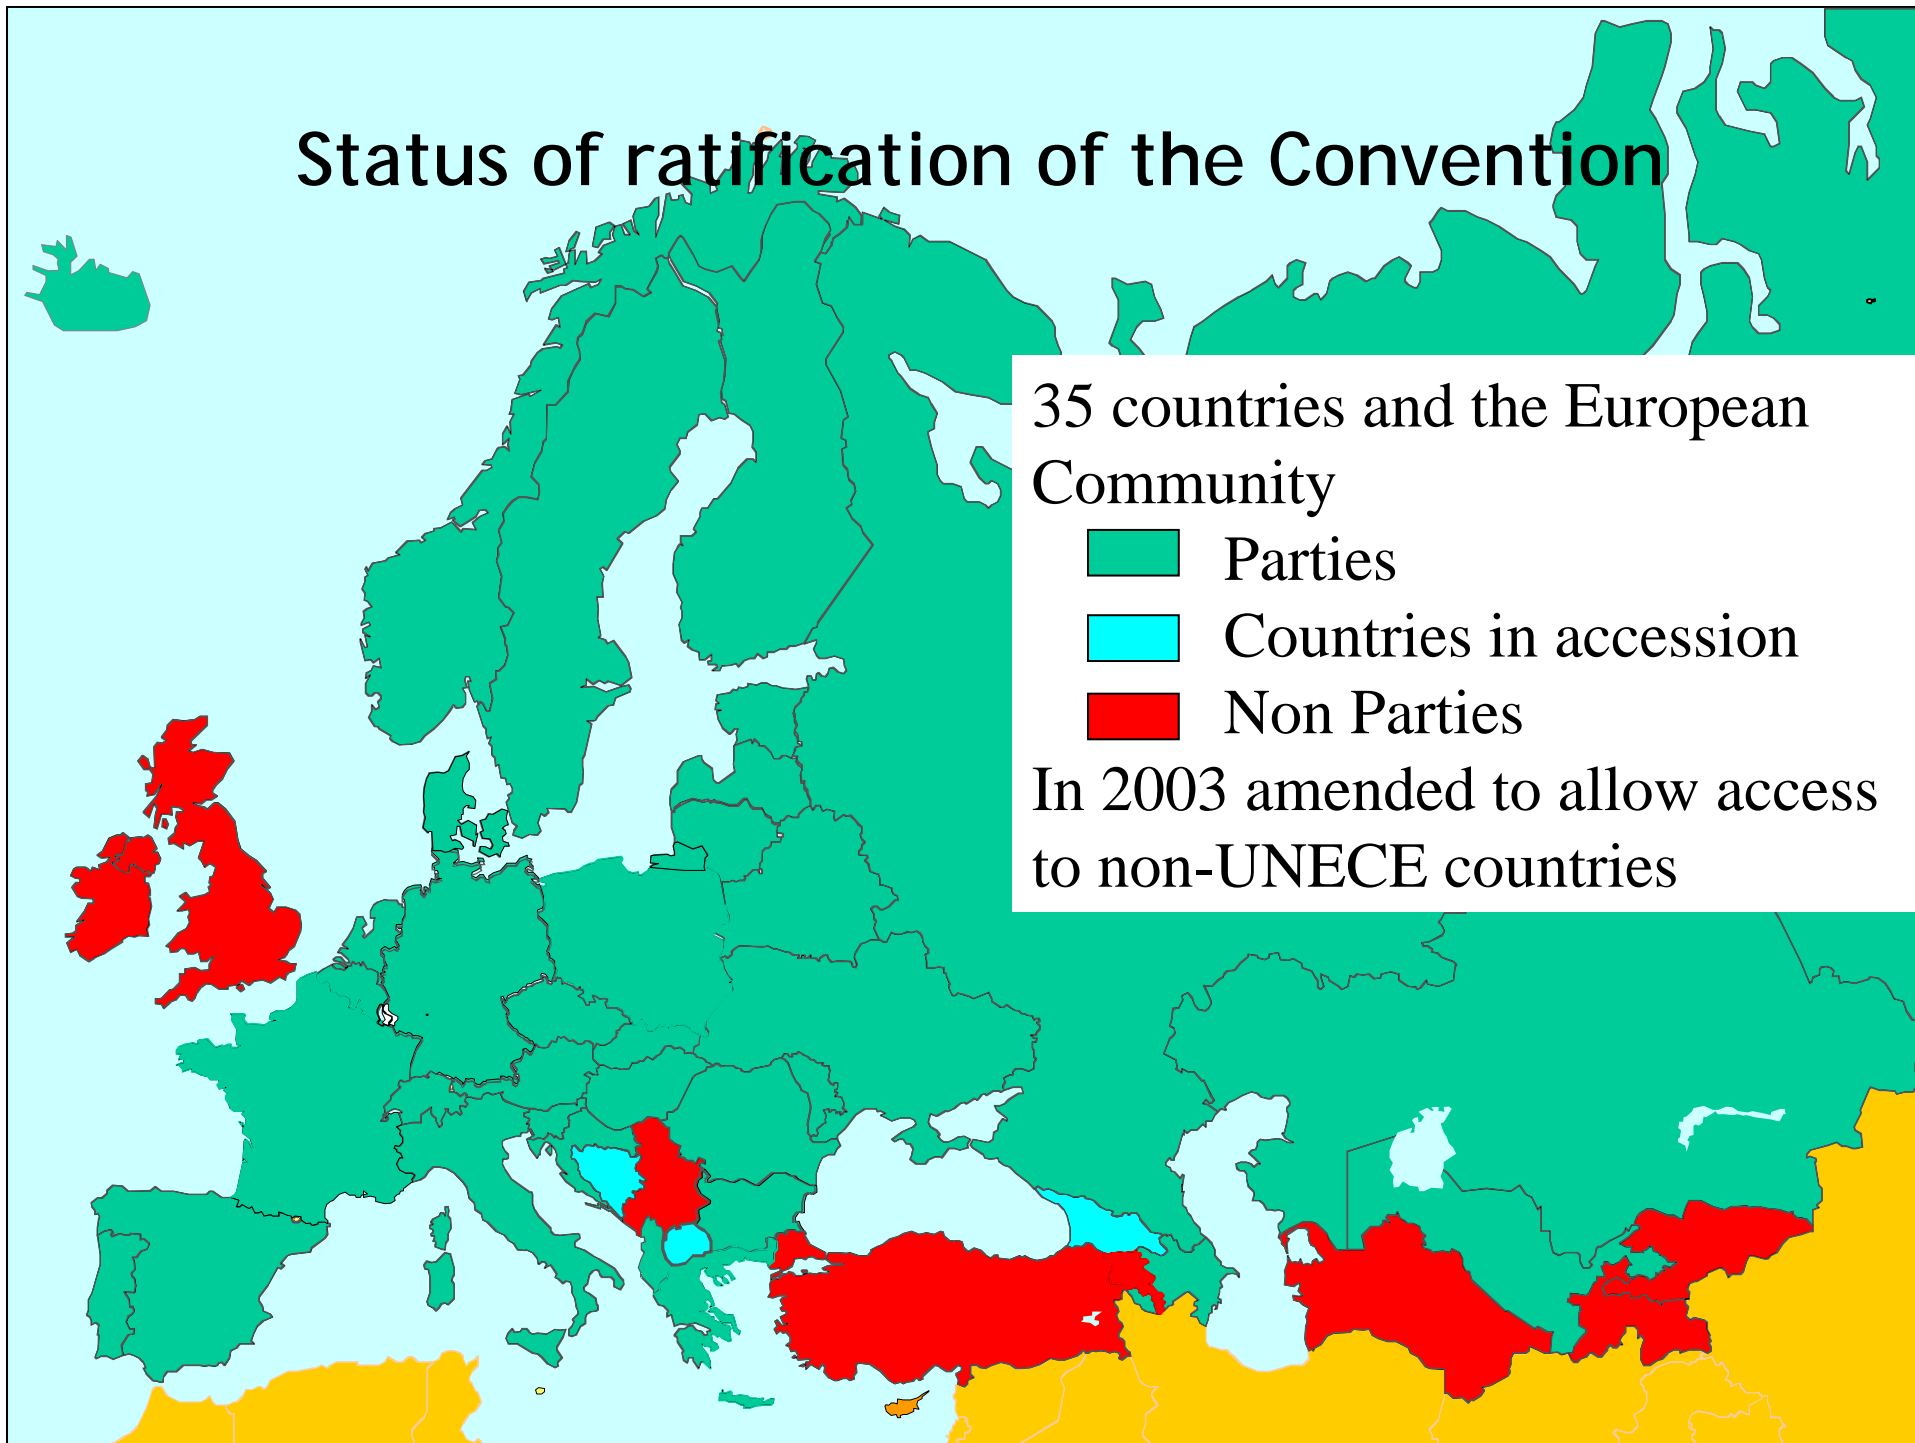 Status of ratification of the Convention
35 countries and the European
Community
Parties
Countries in accession
Non Parties
In 2003 amended to allow access
to non-UNECE countries